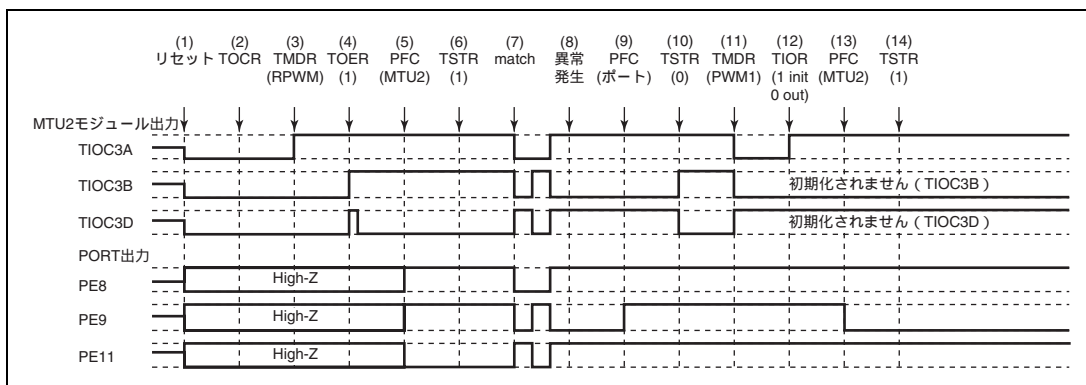 (1) (2) (3) (4) (5) (6) (7) (8) (9) (10) (11) (12) (13) (14)
リセット TOCR TMDR TOER PFC TSTR match 異常 PFC TSTR TMDR TIOR PFC TSTR
(RPWM) (1) (MTU2) (1) 発生 (ポート) (0) (PWM1) (1 init (MTU2) (1)
0 out)
MTU2モジュール出力
TIOC3A
TIOC3B 初期化されません(TIOC3B)
TIOC3D 初期化されません(TIOC3D)
PORT出力
PE8 High-Z
PE9 High-Z
PE11 High-Z